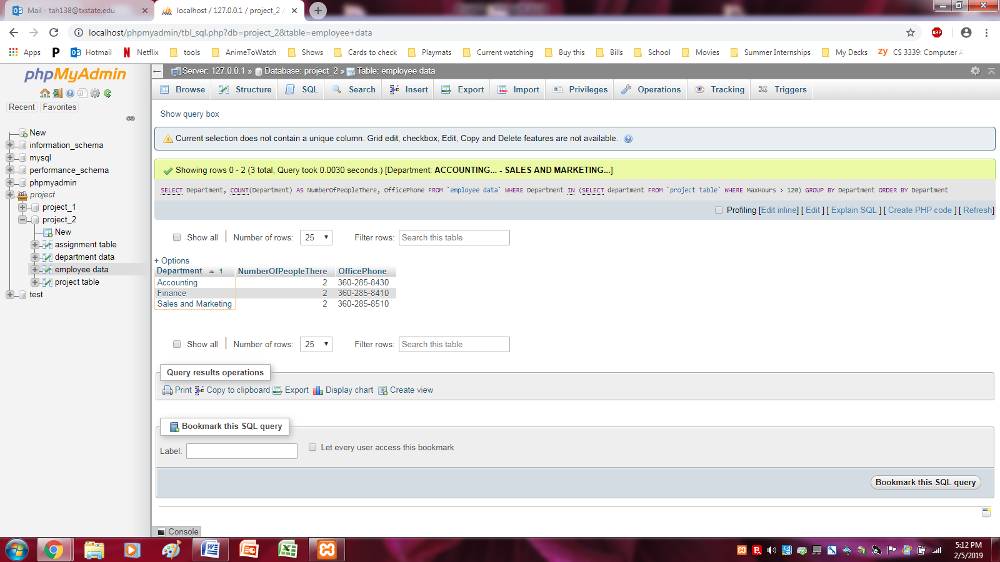 Mail - tah138@txstate.edu
localhost / 127.0.0.1 / project_2 /
localhost/phpmyadmin/tbl_sql.php?db=project_2&table=employee+data
ABP
Apps
Hotmail
Netflix
tools
AnimeToWatch
Shows
Cards to check
Playmats
Current watching
Buy this
Bills
School
Movies
Summer Internships
My Decks
zy CS 3339: Computer A
phpMyAdmin
Recent Favorites
New
information_schema
mysql
performance_schema
phpmyadmin
project
project_1
project_2
New
assignment table
department data
employee data
project table
test
Server: 127.0.0.1 » Database: project_2 » Table: employee data
Browse Structure SQL Search Insert Export Import Privileges Operations Tracking Triggers
Show query box
Current selection does not contain a unique column. Grid edit, checkbox, Edit, Copy and Delete features are not available.
Showing rows 0 - 2 (3 total, Query took 0.0030 seconds.) [Department: ACCOUNTING... - SALES AND MARKETING...]
SELECT Department, COUNT(Department) AS NumberOfPeopleThere, OfficePhone FROM `employee data` WHERE Department IN (SELECT department FROM `project table` WHERE MaxHours > 120) GROUP BY Department ORDER BY Department
Profiling [Edit inline] [ Edit ] [ Explain SQL ] [ Create PHP code ] [ Refresh]
Show all | Number of rows: 25 Filter rows: Search this table
+ Options
Department 1 NumberOfPeopleThere OfficePhone
Accounting 2 360-285-8430
Finance 2 360-285-8410
Sales and Marketing 2 360-285-8510
Show all | Number of rows: 25 Filter rows: Search this table
Query results operations
Print Copy to clipboard Export Display chart Create view
Bookmark this SQL query
Label:
Let every user access this bookmark
Bookmark this SQL query
Console
5:12 PM
2/5/2019